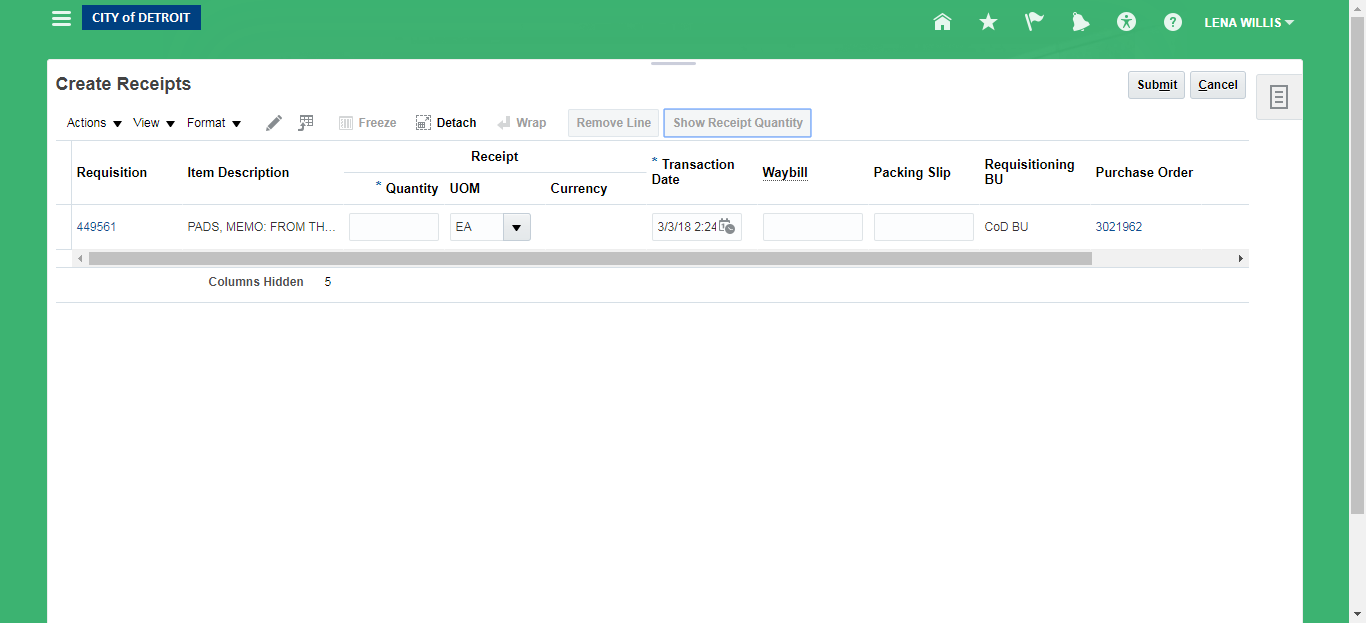 CITY of DETROIT
LENA WILLIS
Create Receipts
Submit Cancel
Actions View Format Freeze Detach Wrap Remove Line Show Receipt Quantity
Receipt
Requisition Item Description * Quantity UOM Currency * Transaction Date Waybill Packing Slip Requisitioning BU Purchase Order
449561 PADS, MEMO: FROM TH... EA 3/3/18 2:24 CoD BU 3021962
Columns Hidden 5